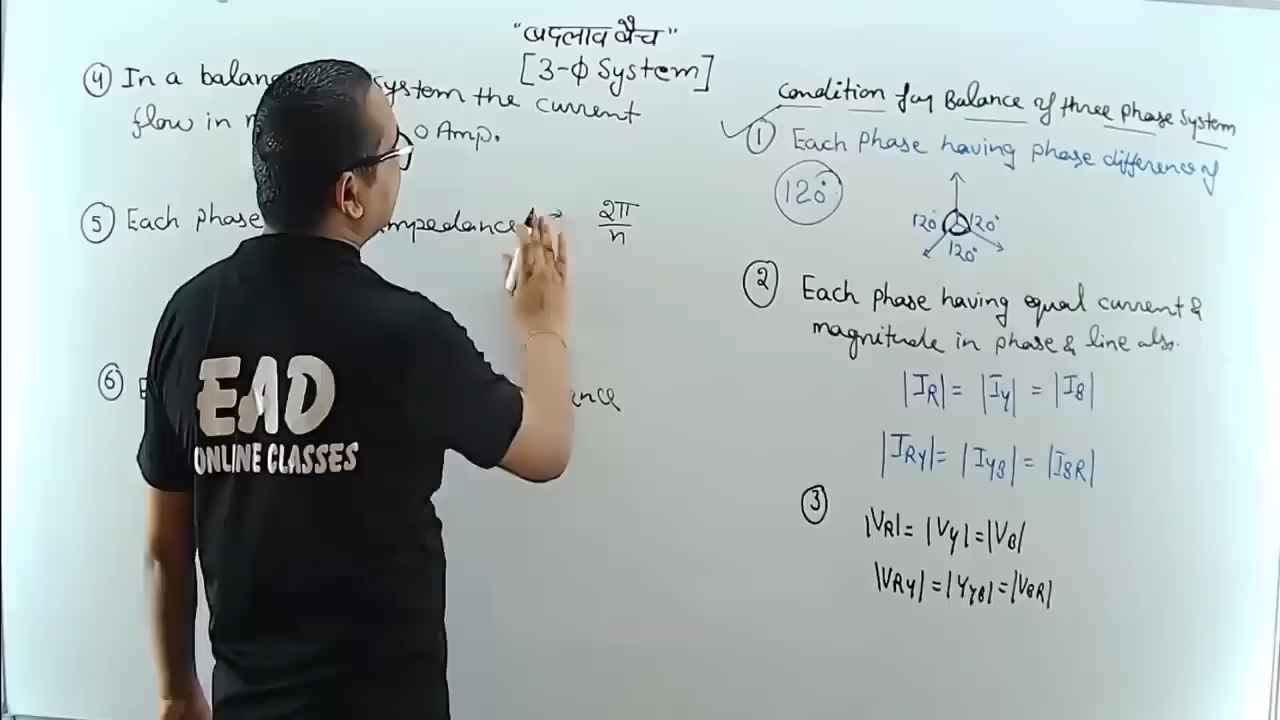 "बदलाव बैच"
[3-ϕ System]
④ In a system the current
flow in 0 Amp.
⑤ Each phase 2π/n
⑥
EAD
ONLINE CLASSES
Condition for Balance of three phase System
① Each phase having phase difference of
120°
120° 120°
120°
② Each phase having equal current &
magnitude in phase & line also.
|IR| = |IY| = |IB|
|IRY| = |IYB| = |IBR|
③
|VR| = |VY| = |VB|
|VRY| = |VYB| = |VBR|